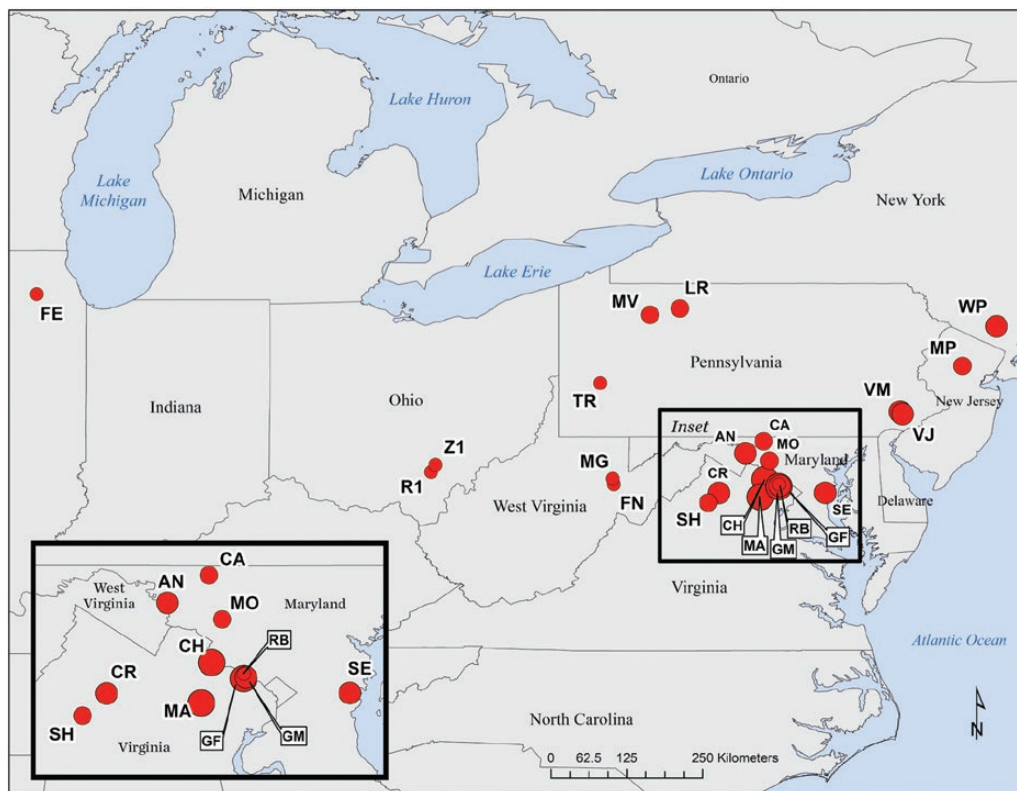 Ontario
Lake Huron
Lake Ontario
Lake
Michigan
Michigan
New York
Lake Erie
FE
MV
LR
WP
MP
Pennsylvania
New Jersey
Indiana
Ohio
TR
VM
VJ
Inset
CA
AN
MO
Maryland
Z1
R1
MG
FN
CR
SH
SE
Delaware
West Virginia
CH
MA
GM
RB
GF
Virginia
Atlantic Ocean
North Carolina
0 62.5 125 250 Kilometers
N
CA
West
Virginia
AN
MO
Maryland
CH
RB
CR
SE
MA
SH
Virginia
GF
GM